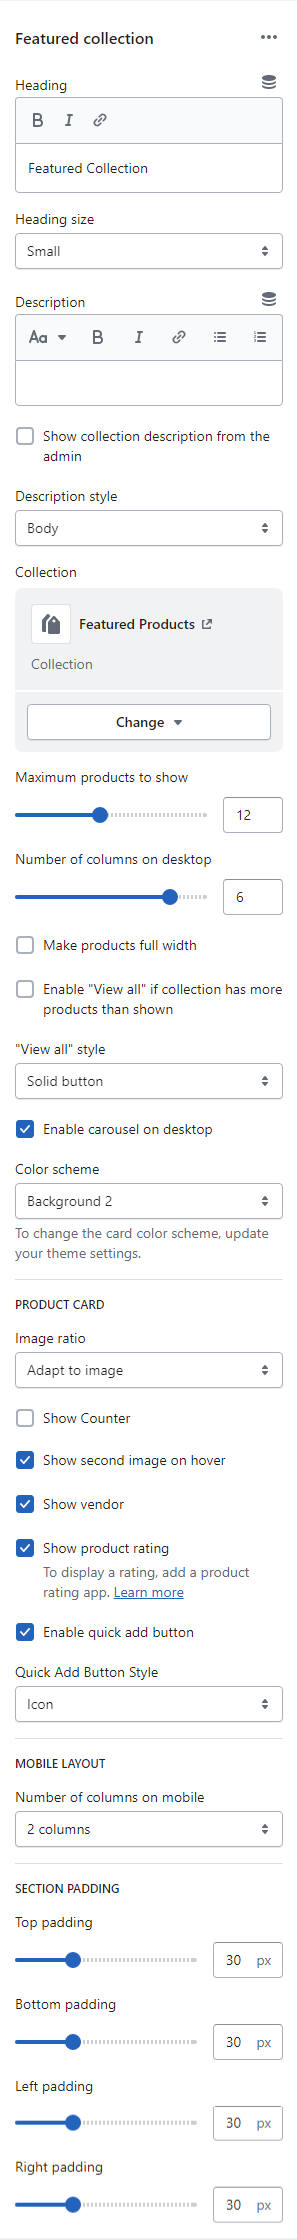 Featured collection
Heading
B I
Featured Collection
Heading size
Small
Description
Aa B I
Show collection description from the
admin
Description style
Body
Collection
Featured Products
Collection
Change
Maximum products to show
12
Number of columns on desktop
6
Make products full width
Enable "View all" if collection has more
products than shown
"View all" style
Solid button
Enable carousel on desktop
Color scheme
Background 2
To change the card color scheme, update
your theme settings.
PRODUCT CARD
Image ratio
Adapt to image
Show Counter
Show second image on hover
Show vendor
Show product rating
To display a rating, add a product
rating app. Learn more
Enable quick add button
Quick Add Button Style
Icon
MOBILE LAYOUT
Number of columns on mobile
2 columns
SECTION PADDING
Top padding
30 px
Bottom padding
30 px
Left padding
30 px
Right padding
30 px